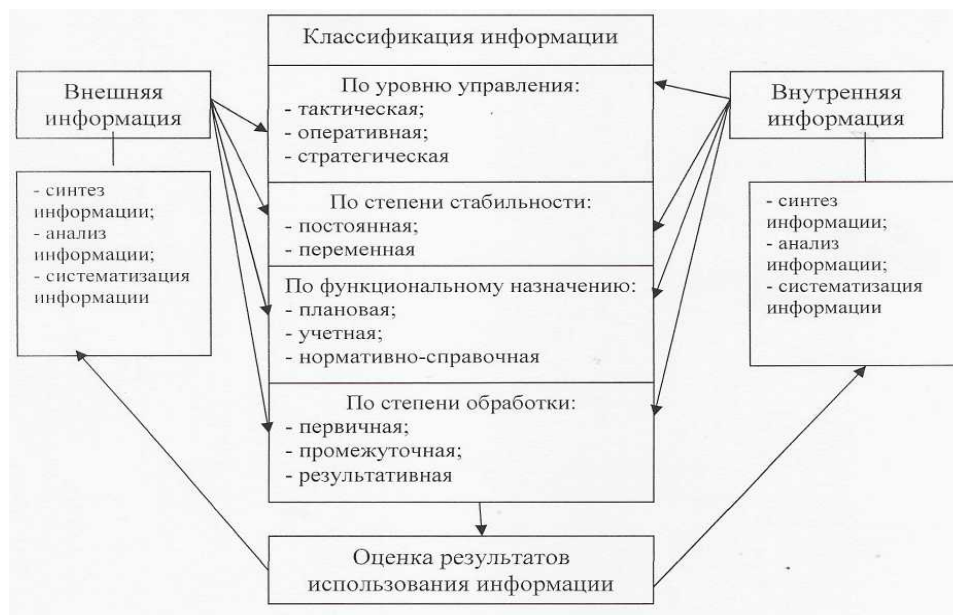 Классификация информации
Внешняя
информация
- синтез
информации;
- анализ
информации;
- систематизация
информации
По уровню управления:
- тактическая;
- оперативная;
- стратегическая
По степени стабильности:
- постоянная;
- переменная
По функциональному назначению:
- плановая;
- учетная;
- нормативно-справочная
По степени обработки:
- первичная;
- промежуточная;
- результативная
Внутренняя
информация
- синтез
информации;
- анализ
информации;
- систематизация
информации
Оценка результатов
использования информации